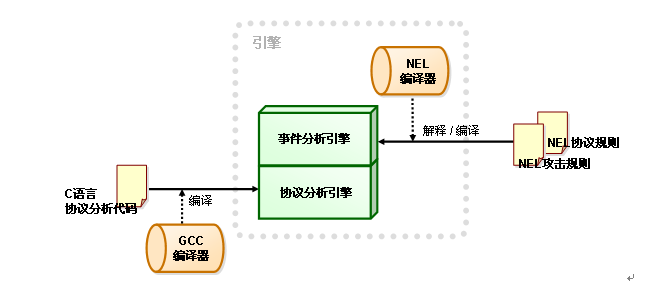 引擎
NEL
编译器
事件分析引擎
解释 / 编译
NEL协议规则
NEL攻击规则
C语言
协议分析代码
编译
协议分析引擎
GCC
编译器